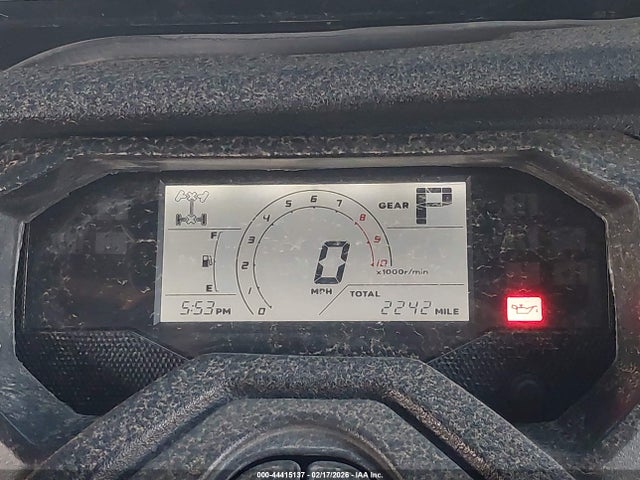 GEAR P
F
E
0 1 2 3 4 5 6 7 8 9 10
x1000r/min
0
MPH
TOTAL
5:53 PM
2242 MILE
000-44415137 - 02/17/2026 - IAA Inc.